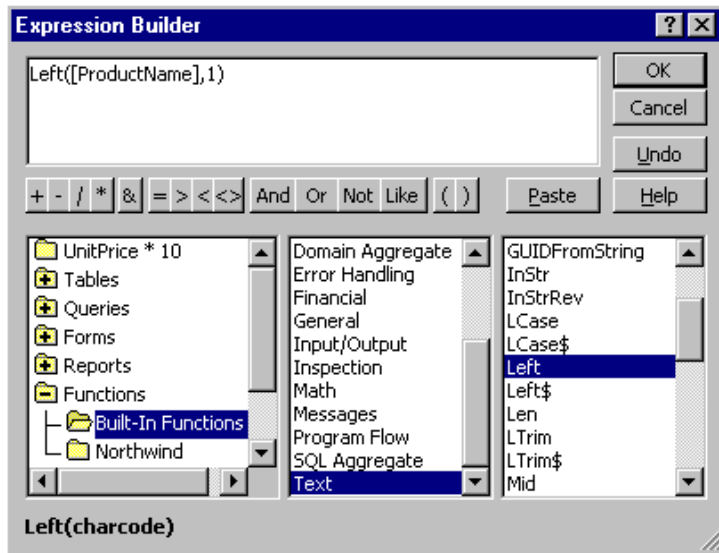 Expression Builder
Left([ProductName],1)
OK
Cancel
Undo
+ - / * & = > < <> And Or Not Like ( ) Paste Help
UnitPrice * 10
Tables
Queries
Forms
Reports
Functions
Built-In Functions
Northwind
Domain Aggregate
Error Handling
Financial
General
Input/Output
Inspection
Math
Messages
Program Flow
SQL Aggregate
Text
GUIDFromString
InStr
InStrRev
LCase
LCase$
Left
Left$
Len
LTrim
LTrim$
Mid
Left(charcode)